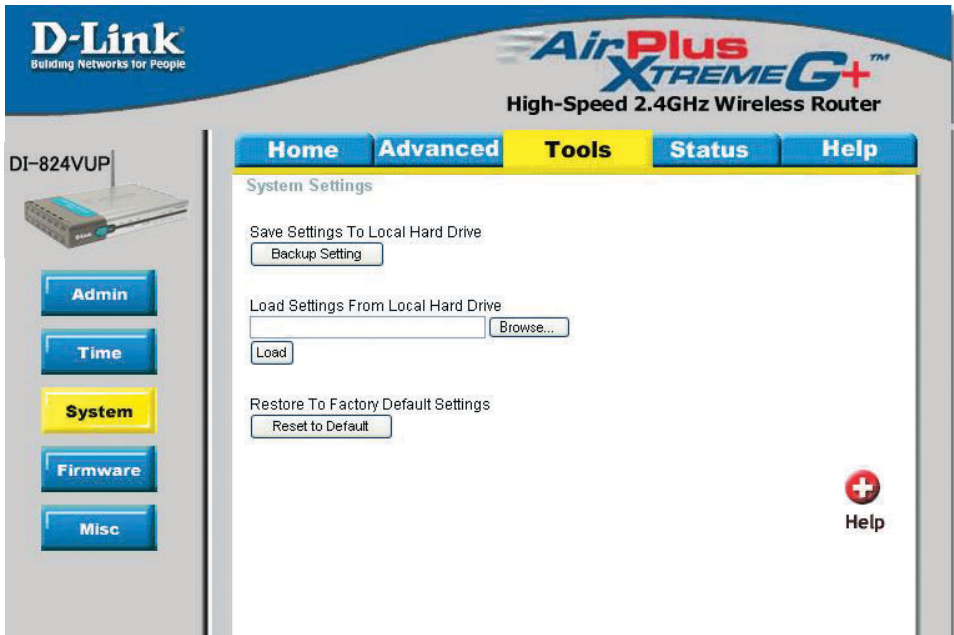 D-Link
Building Networks for People
AirPlus
XTREME G+™
High-Speed 2.4GHz Wireless Router
DI-824VUP
Home Advanced Tools Status Help
System Settings
Save Settings To Local Hard Drive
Backup Setting
Load Settings From Local Hard Drive
Browse...
Load
Restore To Factory Default Settings
Reset to Default
Admin
Time
System
Firmware
Misc
Help